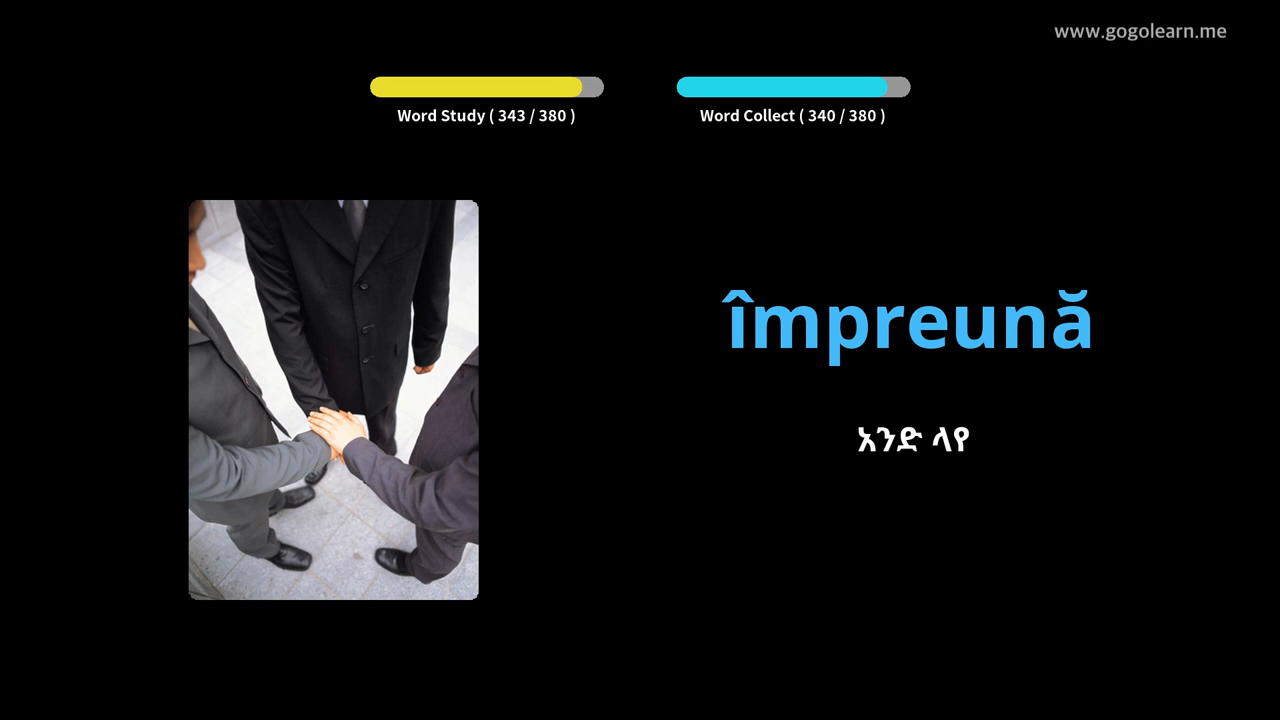 www.gogolearn.me
Word Study ( 343 / 380 )
Word Collect ( 340 / 380 )
împreună
አንድ ላየ